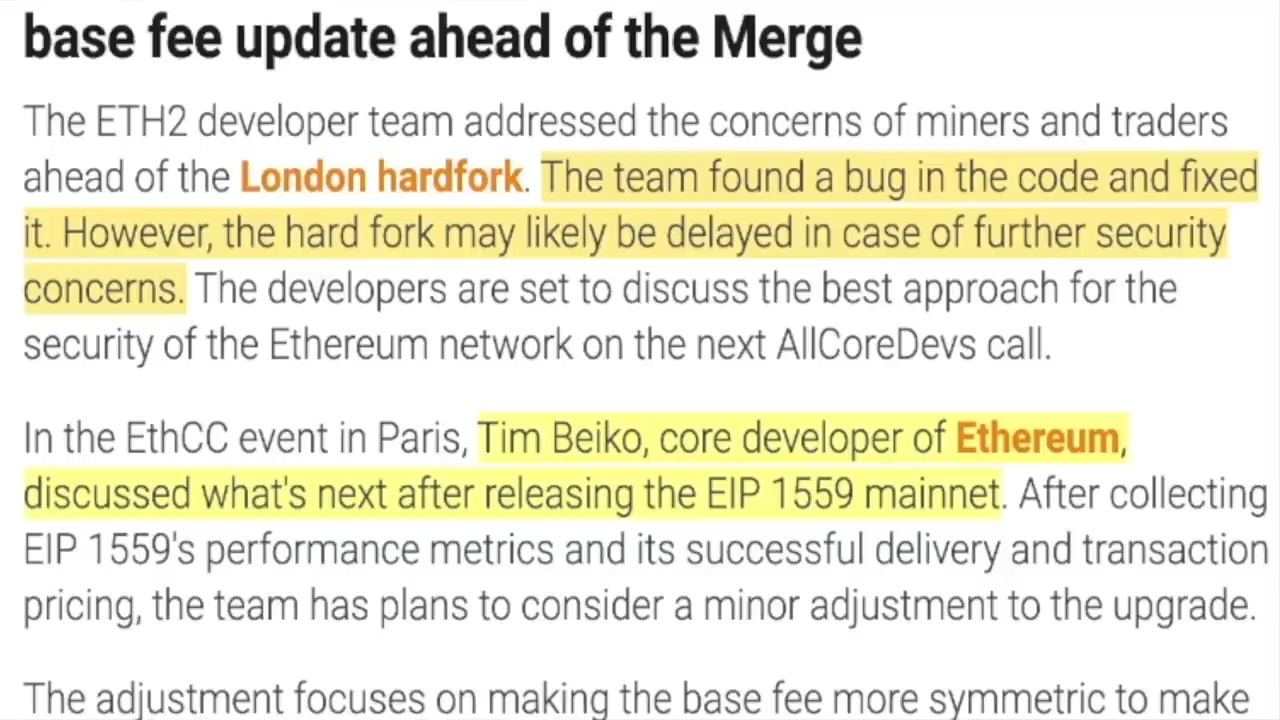 base fee update ahead of the Merge
The ETH2 developer team addressed the concerns of miners and traders
ahead of the London hardfork. The team found a bug in the code and fixed
it. However, the hard fork may likely be delayed in case of further security
concerns. The developers are set to discuss the best approach for the
security of the Ethereum network on the next AllCoreDevs call.
In the EthCC event in Paris, Tim Beiko, core developer of Ethereum,
discussed what's next after releasing the EIP 1559 mainnet. After collecting
EIP 1559's performance metrics and its successful delivery and transaction
pricing, the team has plans to consider a minor adjustment to the upgrade.
The adjustment focuses on making the base fee more symmetric to make